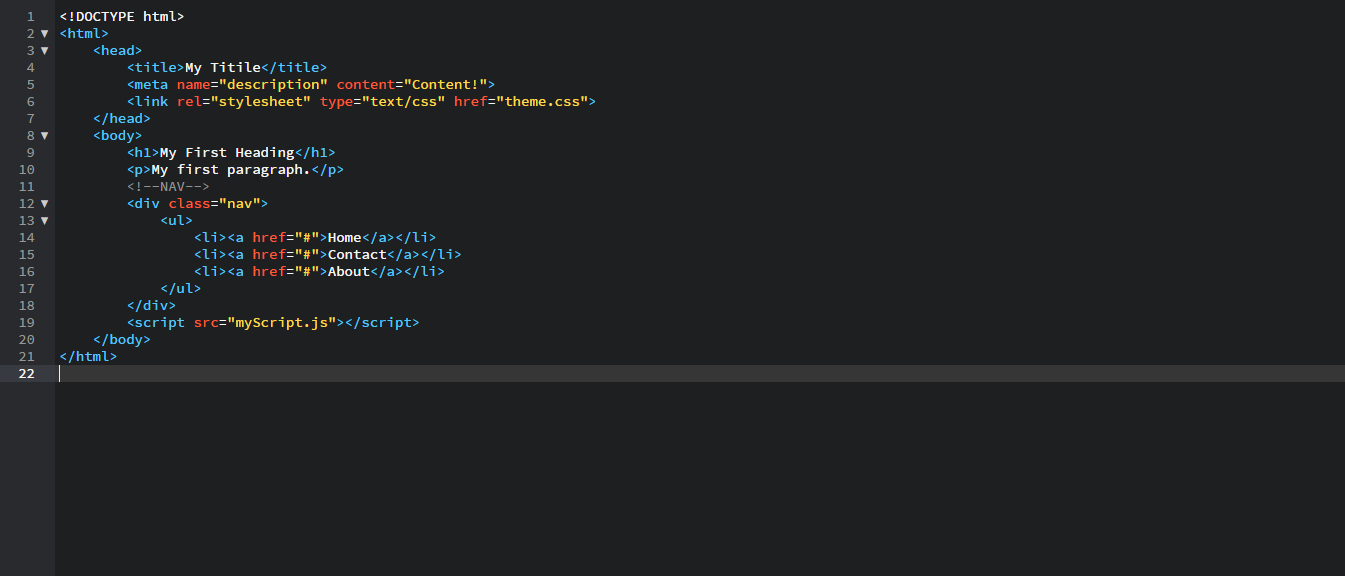 1 <!DOCTYPE html>
2 ▼ <html>
3 ▼     <head>
4         <title>My Titile</title>
5         <meta name="description" content="Content!">
6         <link rel="stylesheet" type="text/css" href="theme.css">
7     </head>
8 ▼     <body>
9         <h1>My First Heading</h1>
10         <p>My first paragraph.</p>
11         <!--NAV-->
12 ▼         <div class="nav">
13 ▼             <ul>
14                 <li><a href="#">Home</a></li>
15                 <li><a href="#">Contact</a></li>
16                 <li><a href="#">About</a></li>
17             </ul>
18         </div>
19         <script src="myScript.js"></script>
20     </body>
21 </html>
22